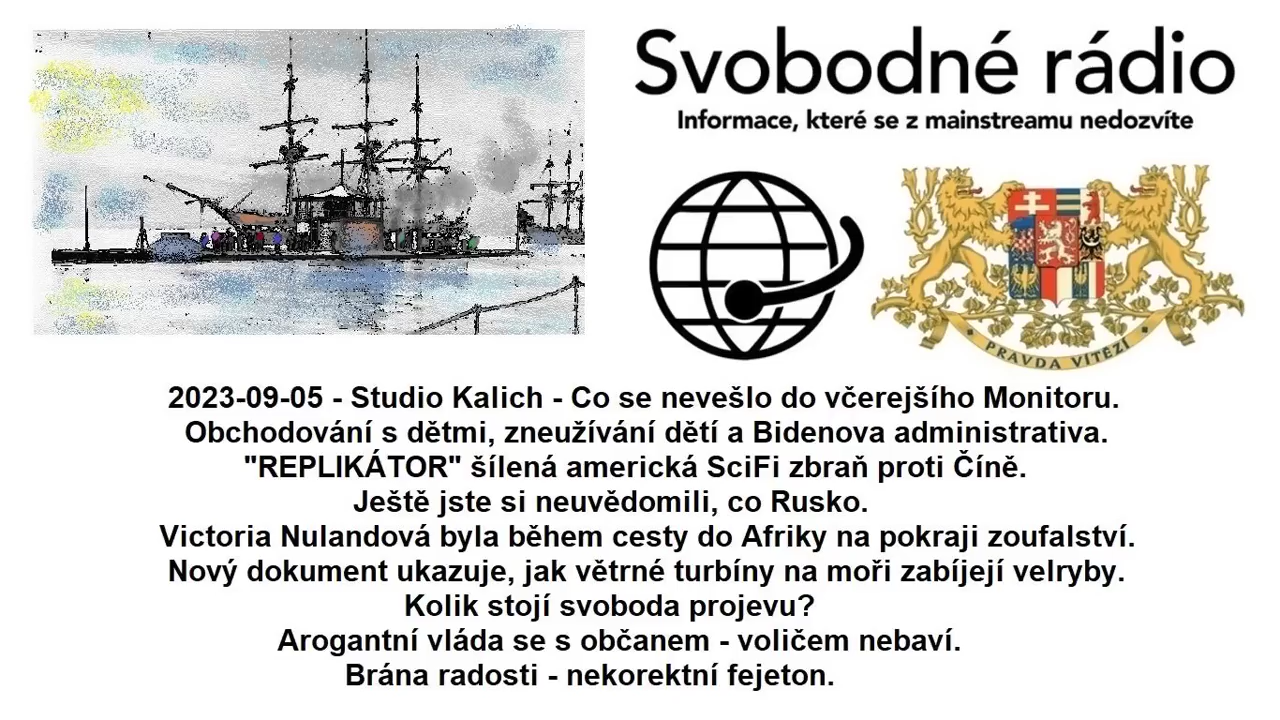 Svobodné rádio
Informace, které se z mainstreamu nedozvíte
PRAVDA VÍTĚZÍ
2023-09-05 - Studio Kalich - Co se nevešlo do včerejšího Monitoru.
Obchodování s dětmi, zneužívání dětí a Bidenova administrativa.
"REPLIKÁTOR" šílená americká SciFi zbraň proti Číně.
Ještě jste si neuvědomili, co Rusko.
Victoria Nulandová byla během cesty do Afriky na pokraji zoufalství.
Nový dokument ukazuje, jak větrné turbíny na moři zabíjejí velryby.
Kolik stojí svoboda projevu?
Arogantní vláda se s občanem - voličem nebaví.
Brána radosti - nekorektní fejeton.